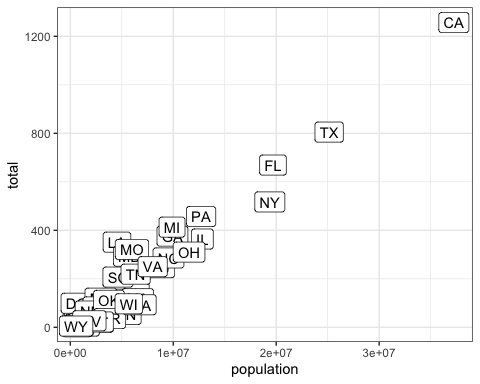 CA
1200
TX
800
FL
NY
PA
MI
IL
400
MO
OH
VA
TN
WI
WY
0
0e+00 1e+07 2e+07 3e+07
population
total